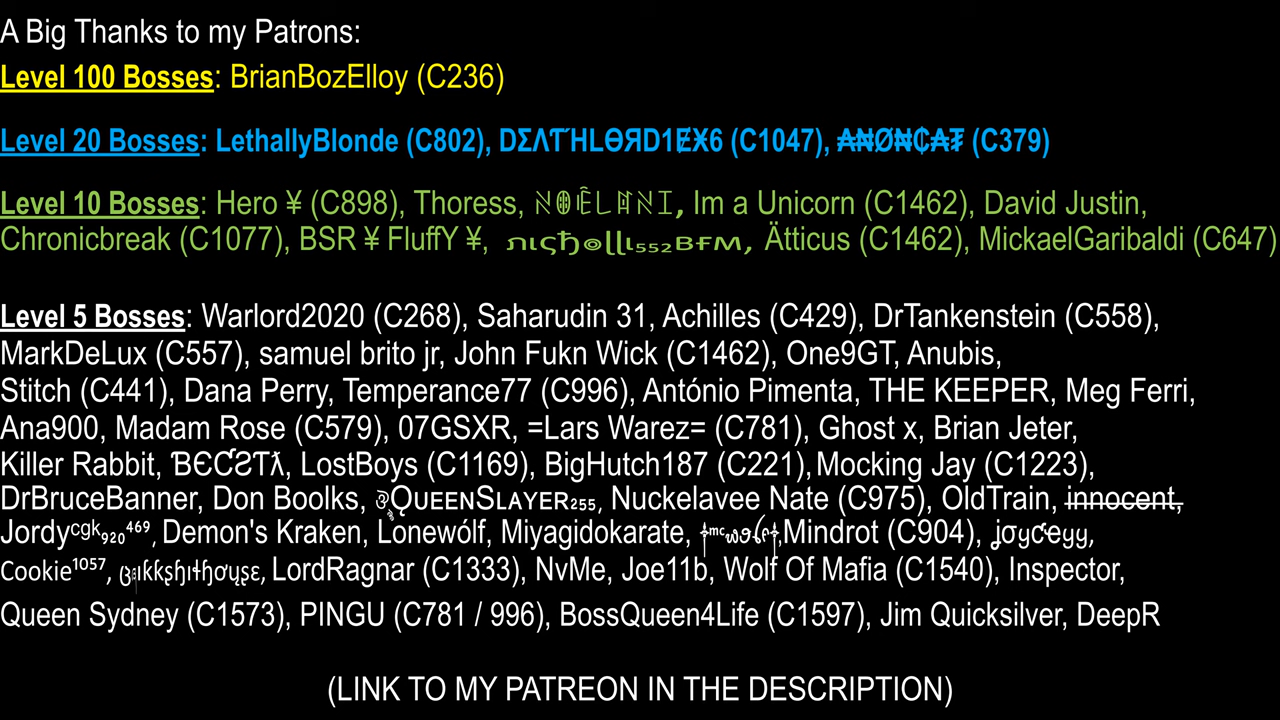 A Big Thanks to my Patrons:
Level 100 Bosses: BrianBozElloy (C236)
Level 20 Bosses: LethallyBlonde (C802), DΣΛƬΉLӨЯD1ɆӾ6 (C1047), ₳₦Ø₦₵₳₮ (C379)
Level 10 Bosses: Hero ¥ (C898), Thoress, Im a Unicorn (C1462), David Justin,
Chronicbreak (C1077), BSR ¥ FluffY ¥, Ätticus (C1462), MickaelGaribaldi (C647)
Level 5 Bosses: Warlord2020 (C268), Saharudin 31, Achilles (C429), DrTankenstein (C558),
MarkDeLux (C557), samuel brito jr, John Fukn Wick (C1462), One9GT, Anubis,
Stitch (C441), Dana Perry, Temperance77 (C996), António Pimenta, THE KEEPER, Meg Ferri,
Ana900, Madam Rose (C579), 07GSXR, =Lars Warez= (C781), Ghost x, Brian Jeter,
Killer Rabbit, ƁЄƇƧƬƛ, LostBoys (C1169), BigHutch187 (C221), Mocking Jay (C1223),
DrBruceBanner, Don Boolks, QᴜᴇᴇɴSʟᴀʏᴇʀ₂₅₅, Nuckelavee Nate (C975), OldTrain, innocent,
Jordyᶜᵍᵏ₉₂₀⁴⁶⁹, Demon's Kraken, Lonewólf, Miyagidokarate, Mindrot (C904), ʝσყƈҽყყ,
Cookie¹⁰⁵⁷, LordRagnar (C1333), NvMe, Joe11b, Wolf Of Mafia (C1540), Inspector,
Queen Sydney (C1573), PINGU (C781 / 996), BossQueen4Life (C1597), Jim Quicksilver, DeepR
(LINK TO MY PATREON IN THE DESCRIPTION)